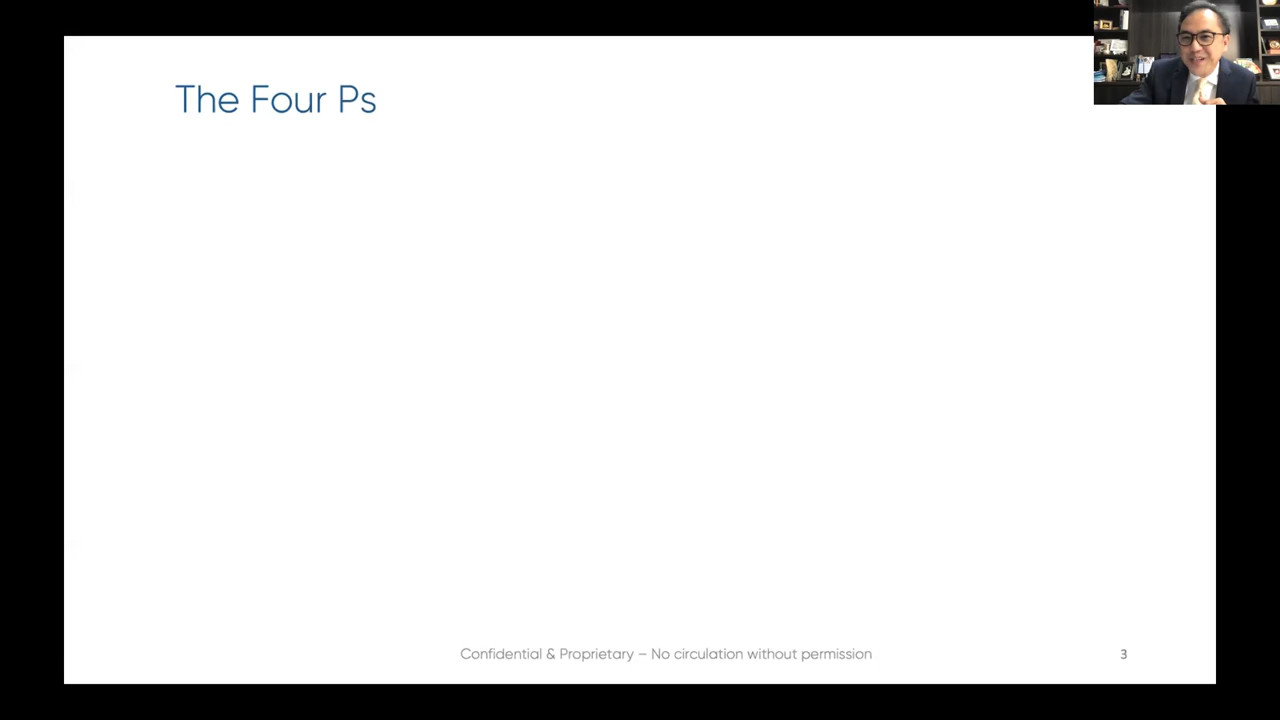 The Four Ps
Confidential & Proprietary – No circulation without permission
3